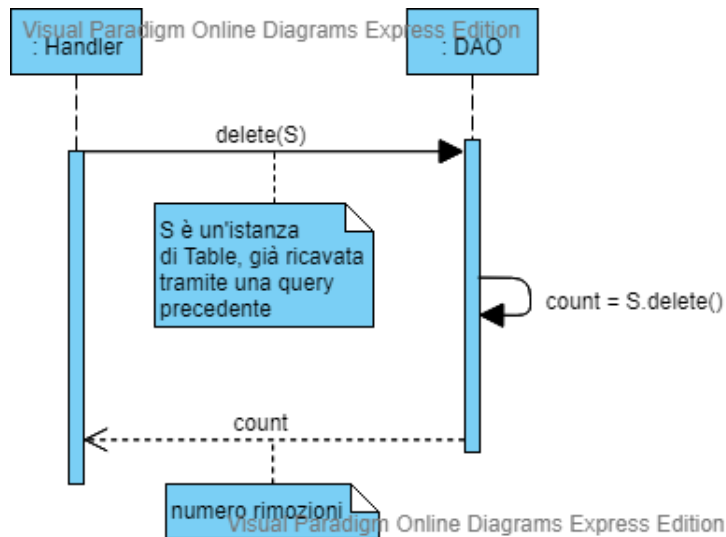 Visual Paradigm Online Diagrams Express Edition
: Handler
: DAO
delete(S)
S è un'istanza
di Table, già ricavata
tramite una query
precedente
count = S.delete()
count
numero rimozioni
Visual Paradigm Online Diagrams Express Edition